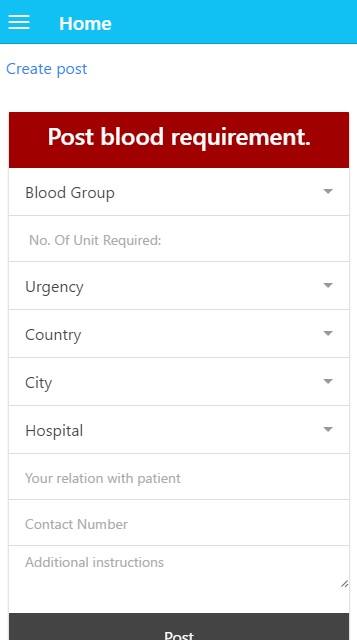 Home
Create post
Post blood requirement.
Blood Group
No. Of Unit Required:
Urgency
Country
City
Hospital
Your relation with patient
Contact Number
Additional instructions
Post